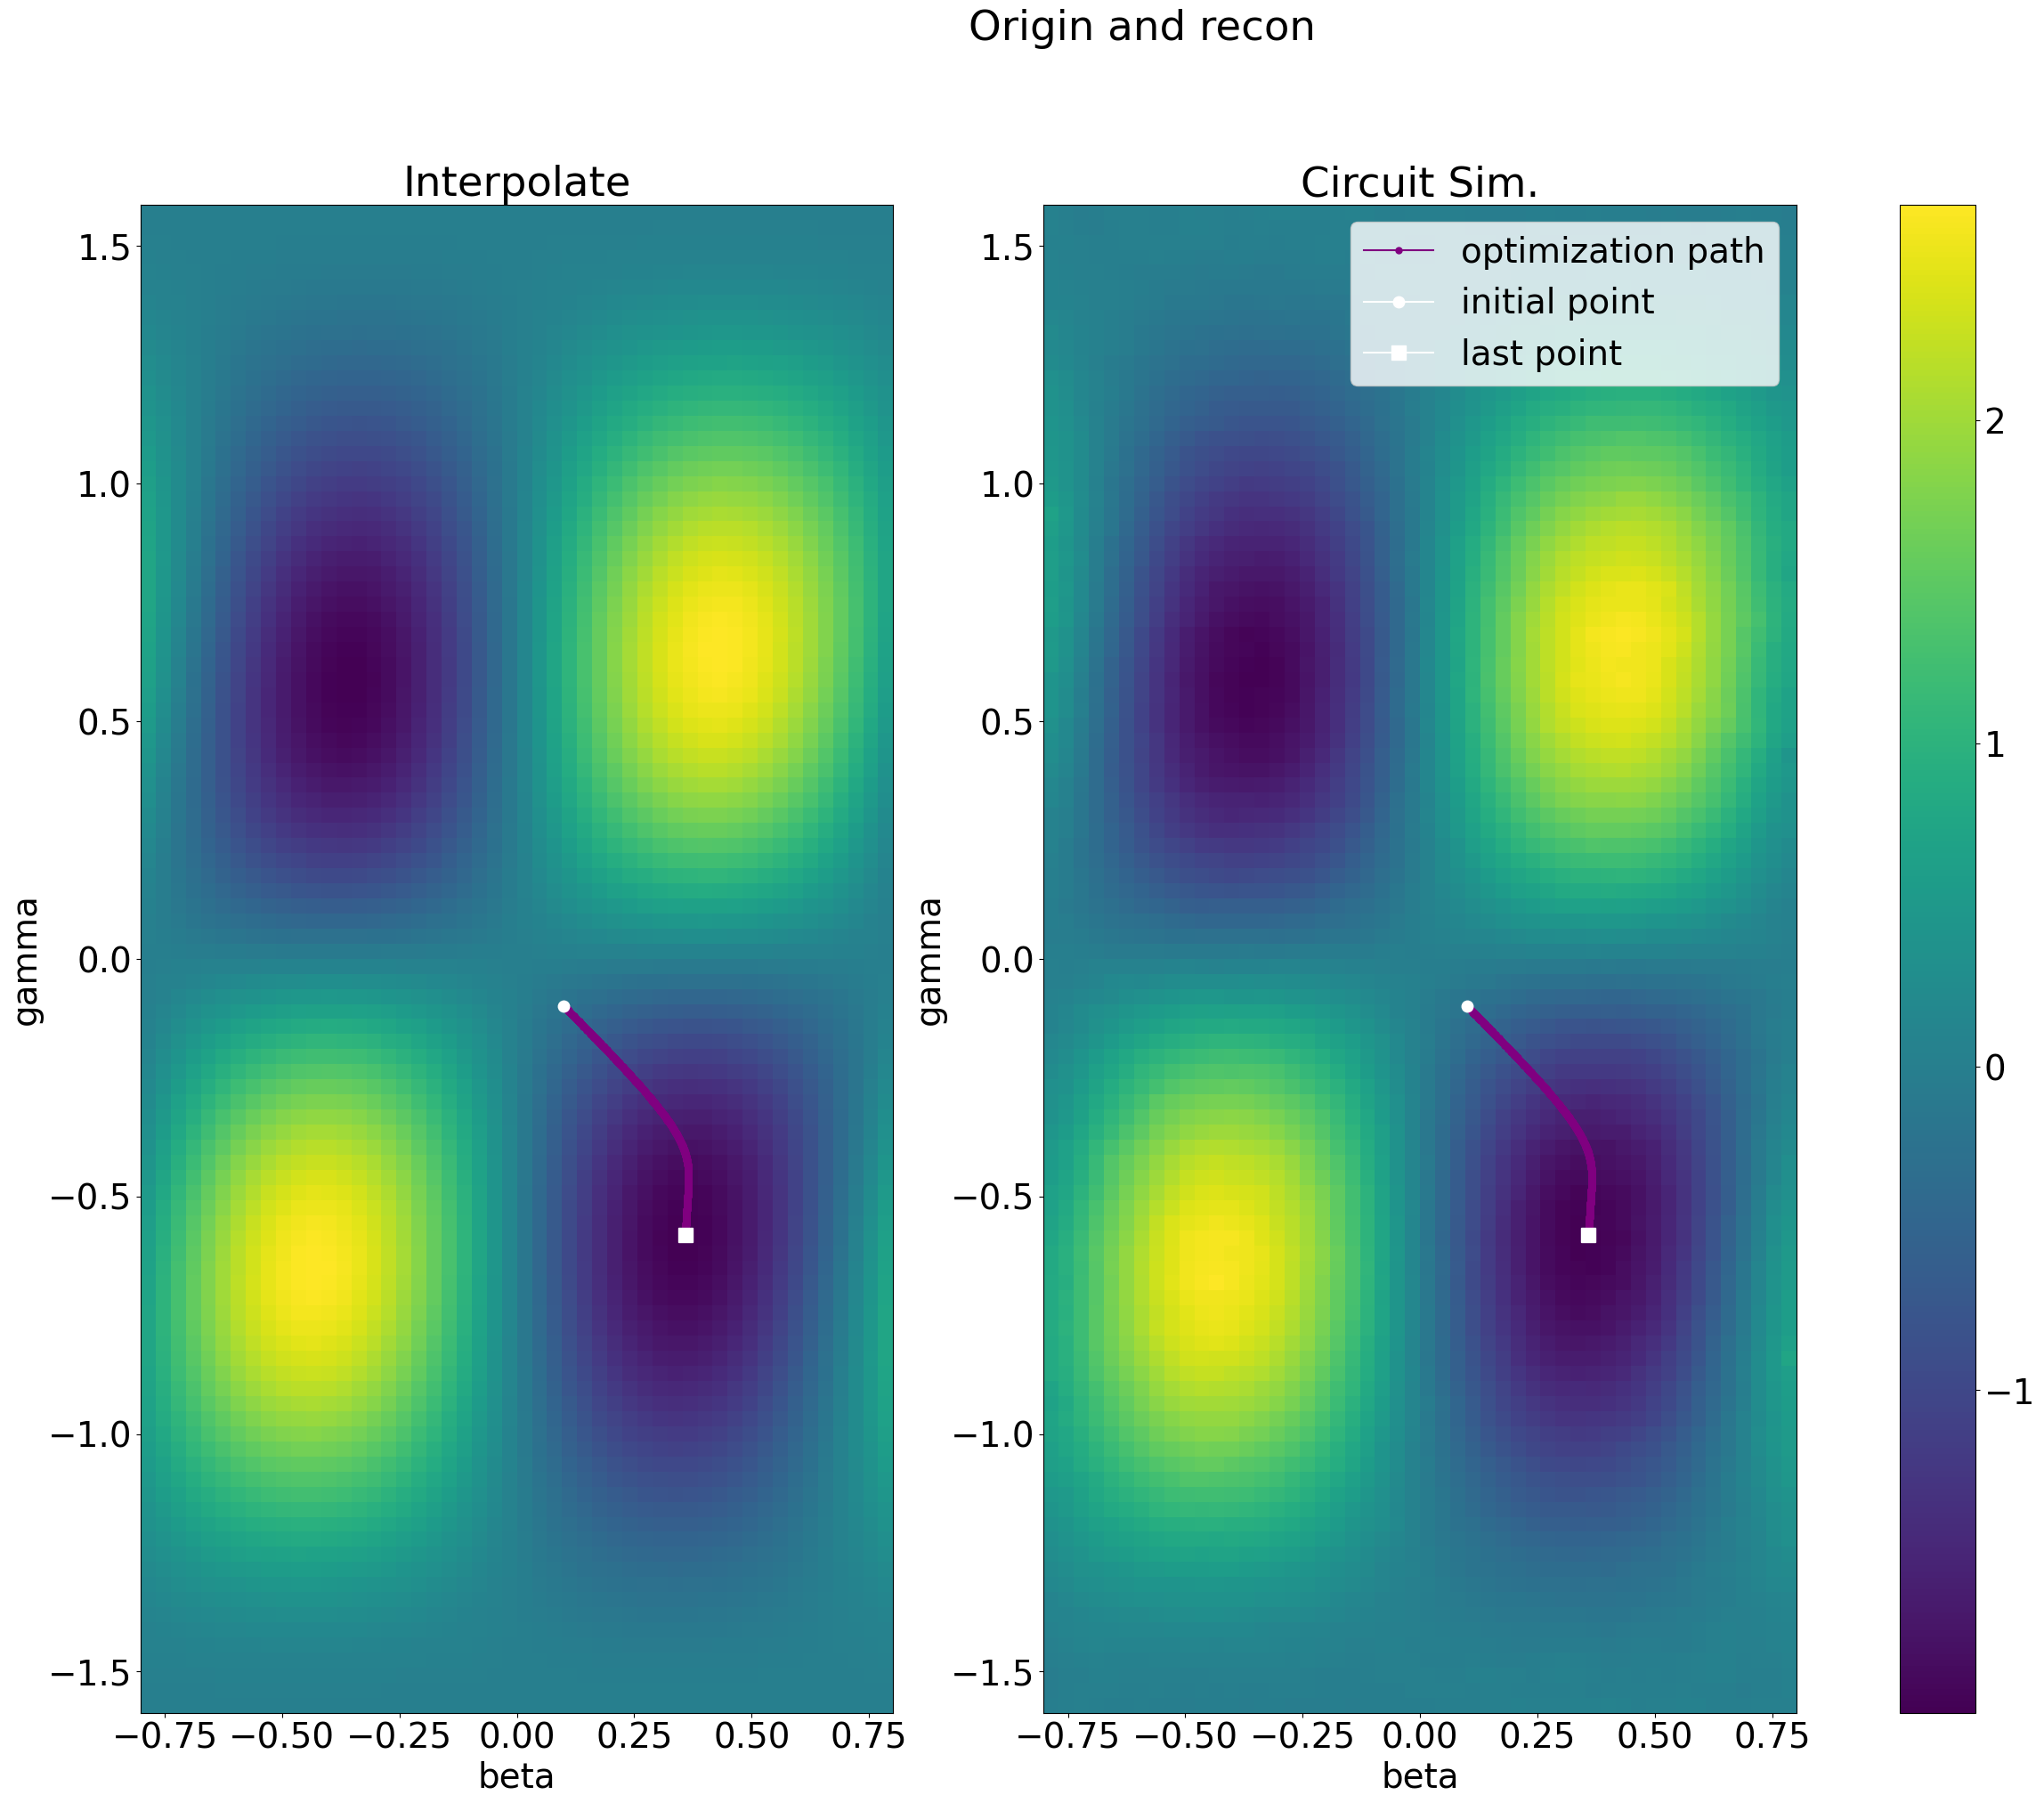 Origin and recon
Interpolate
1.5
1.0
0.5
0.0
−0.5
−1.0
−1.5
gamma
−0.75 −0.50 −0.25 0.00 0.25 0.50 0.75
beta
Circuit Sim.
optimization path
initial point
last point
1.5
1.0
0.5
0.0
−0.5
−1.0
−1.5
gamma
−0.75 −0.50 −0.25 0.00 0.25 0.50 0.75
beta
2
1
0
−1